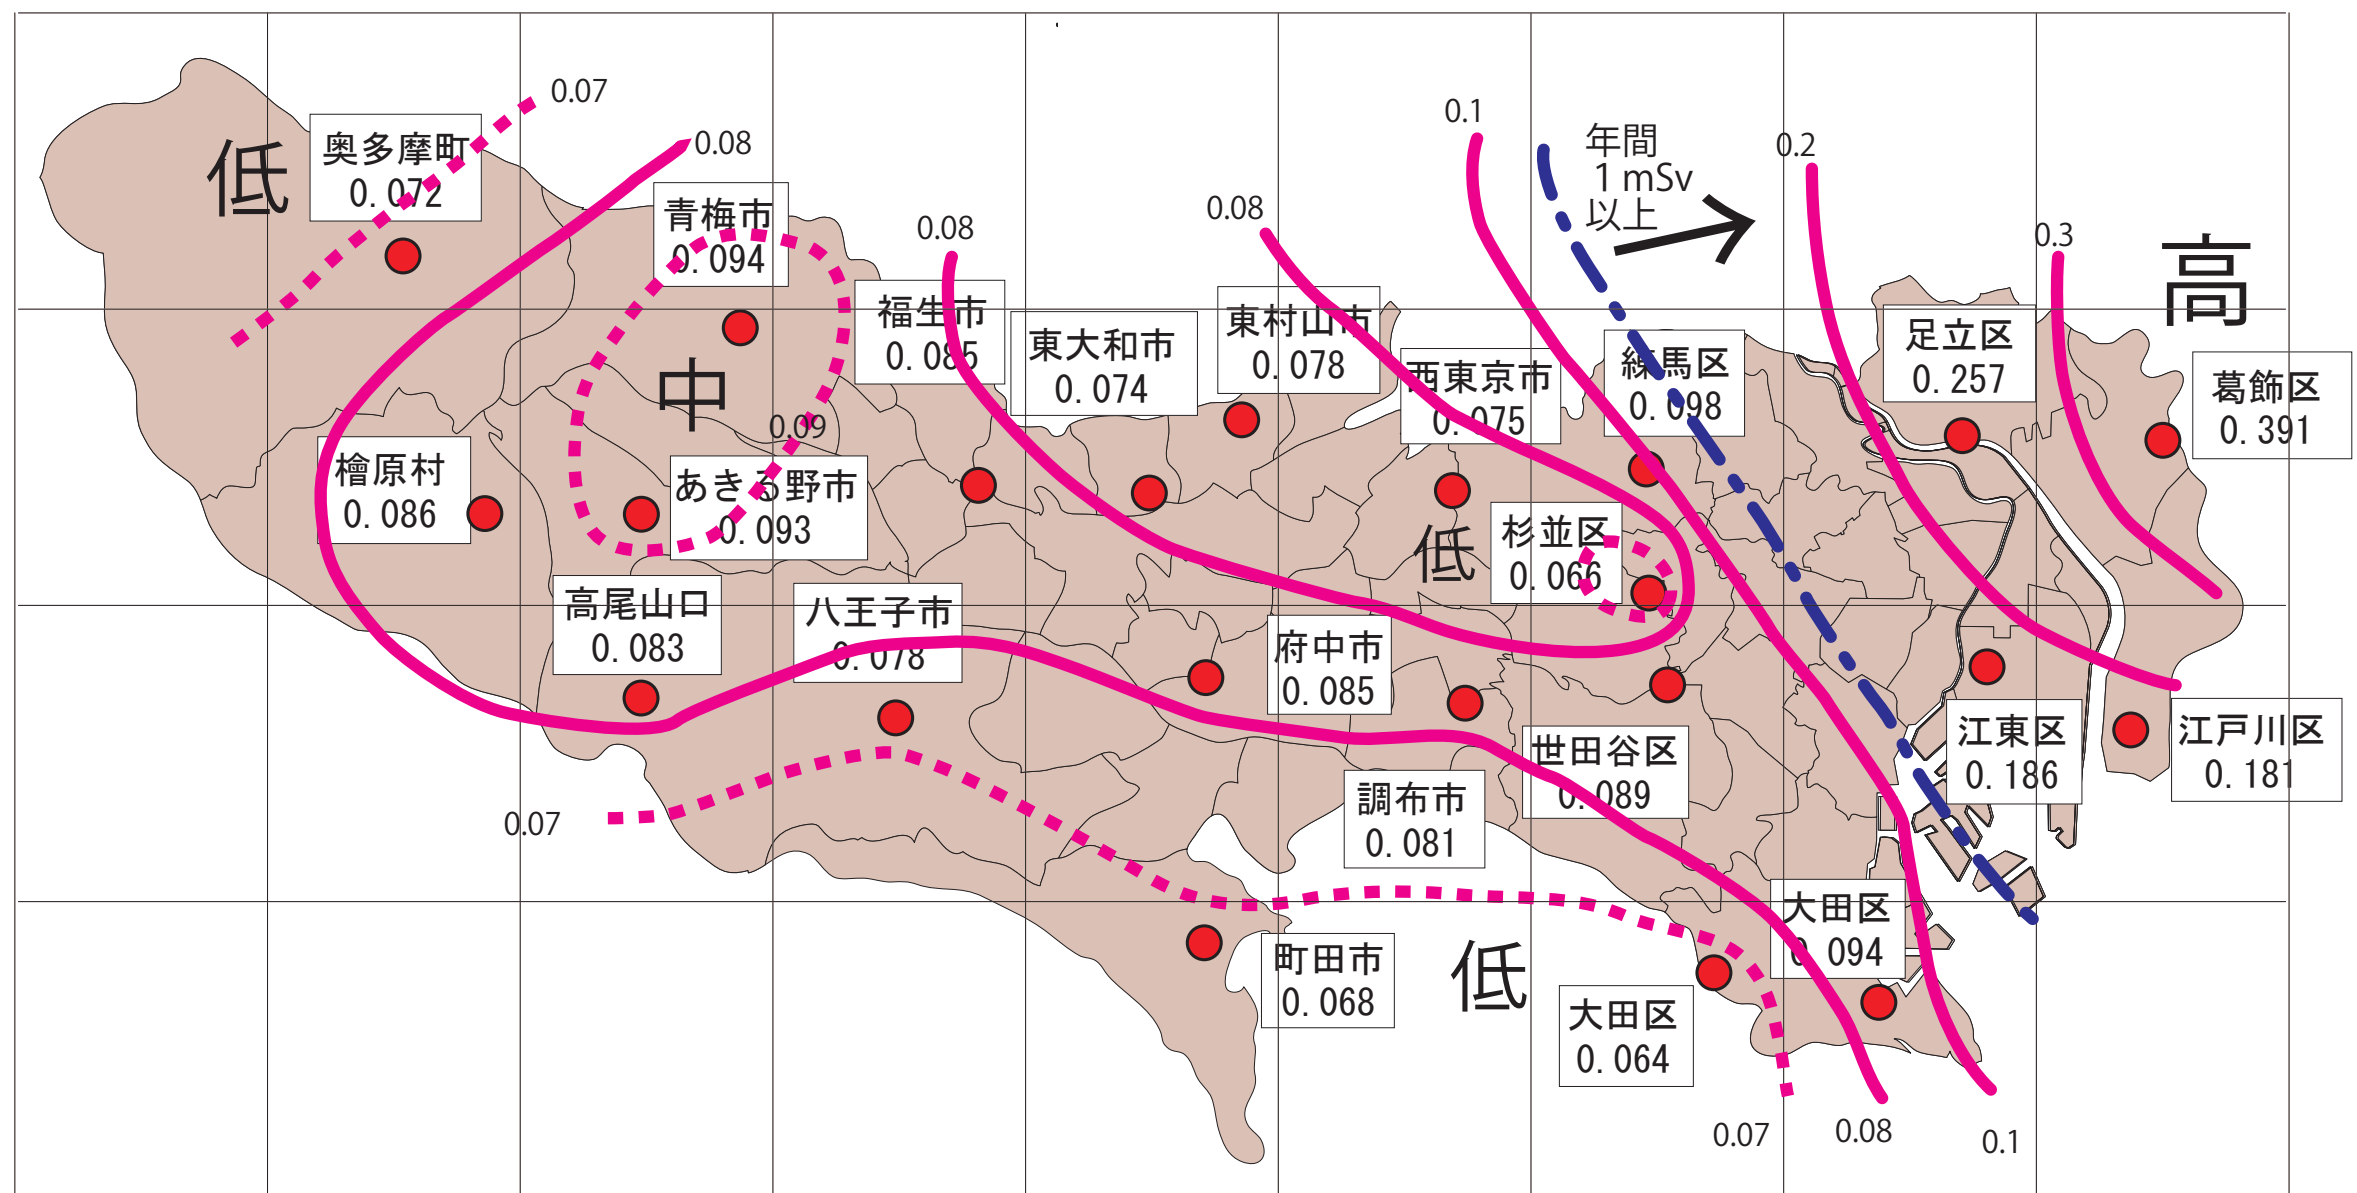 0.07
0.08
低
奥多摩町
0.072
青梅市
0.094
中
0.09
檜原村
0.086
あきる野市
0.093
高尾山口
0.083
八王子市
0.078
0.07
0.08
福生市
0.085
東大和市
0.074
0.08
東村山市
0.078
西東京市
0.075
0.1
年間
1 mSv
以上
練馬区
0.098
低
杉並区
0.066
府中市
0.085
調布市
0.081
世田谷区
0.089
町田市
0.068
低
大田区
0.064
大田区
0.094
0.07
0.08
0.1
0.2
0.3
高
足立区
0.257
葛飾区
0.391
江東区
0.186
江戸川区
0.181